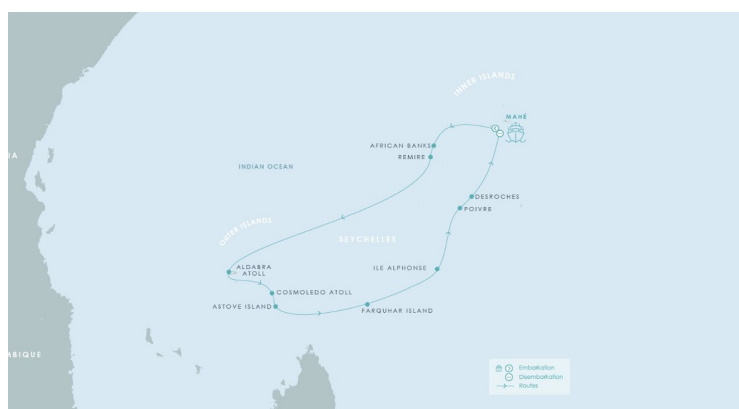 INNER ISLANDS
MAHÉ
AFRICAN BANKS
REMIRE
IA
INDIAN OCEAN
DESROCHES
POIVRE
OUTER ISLANDS
SEYCHELLES
ALDABRA
ATOLL
ILE ALPHONSE
COSMOLEDO ATOLL
ASTOVE ISLAND
FARQUHAR ISLAND
MBIQUE
Embarkation
Disembarkation
Routes